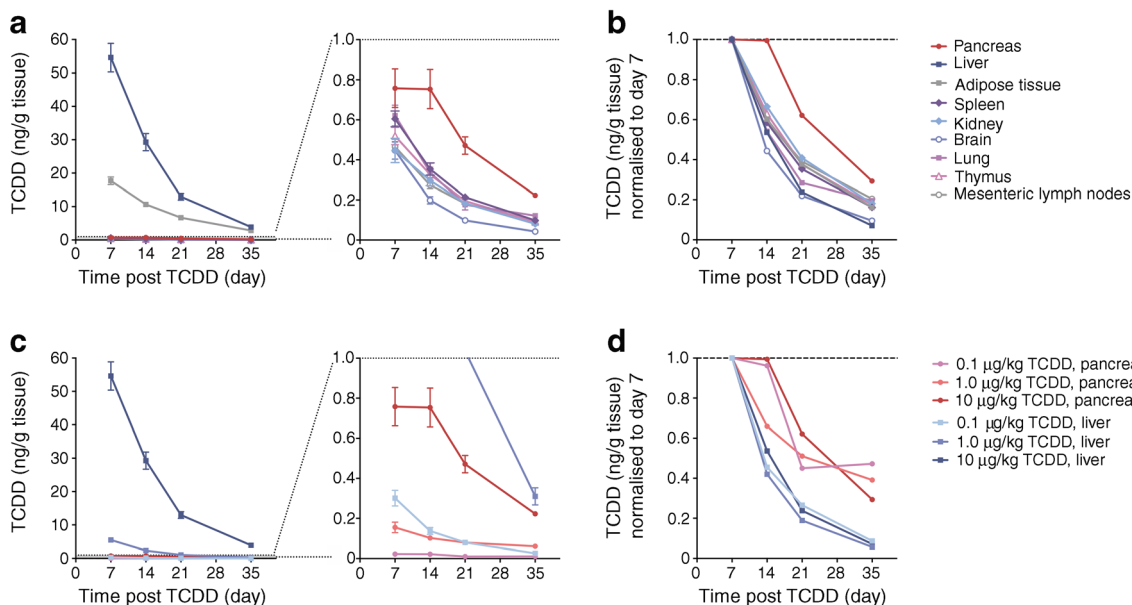 a
TCDD (ng/g tissue)
60
50
40
30
20
10
0
0 7 14 21 28 35
Time post TCDD (day)
1.0
0.8
0.6
0.4
0.2
0
7 14 21 28 35
b
TCDD (ng/g tissue)
normalised to day 7
1.0
0.8
0.6
0.4
0.2
0
0 7 14 21 28 35
Time post TCDD (day)
Pancreas
Liver
Adipose tissue
Spleen
Kidney
Brain
Lung
Thymus
Mesenteric lymph nodes
c
TCDD (ng/g tissue)
60
50
40
30
20
10
0
0 7 14 21 28 35
Time post TCDD (day)
1.0
0.8
0.6
0.4
0.2
0
7 14 21 28 35
d
TCDD (ng/g tissue)
normalised to day 7
1.0
0.8
0.6
0.4
0.2
0
0 7 14 21 28 35
Time post TCDD (day)
0.1 µg/kg TCDD, pancrea
1.0 µg/kg TCDD, pancrea
10 µg/kg TCDD, pancrea
0.1 µg/kg TCDD, liver
1.0 µg/kg TCDD, liver
10 µg/kg TCDD, liver